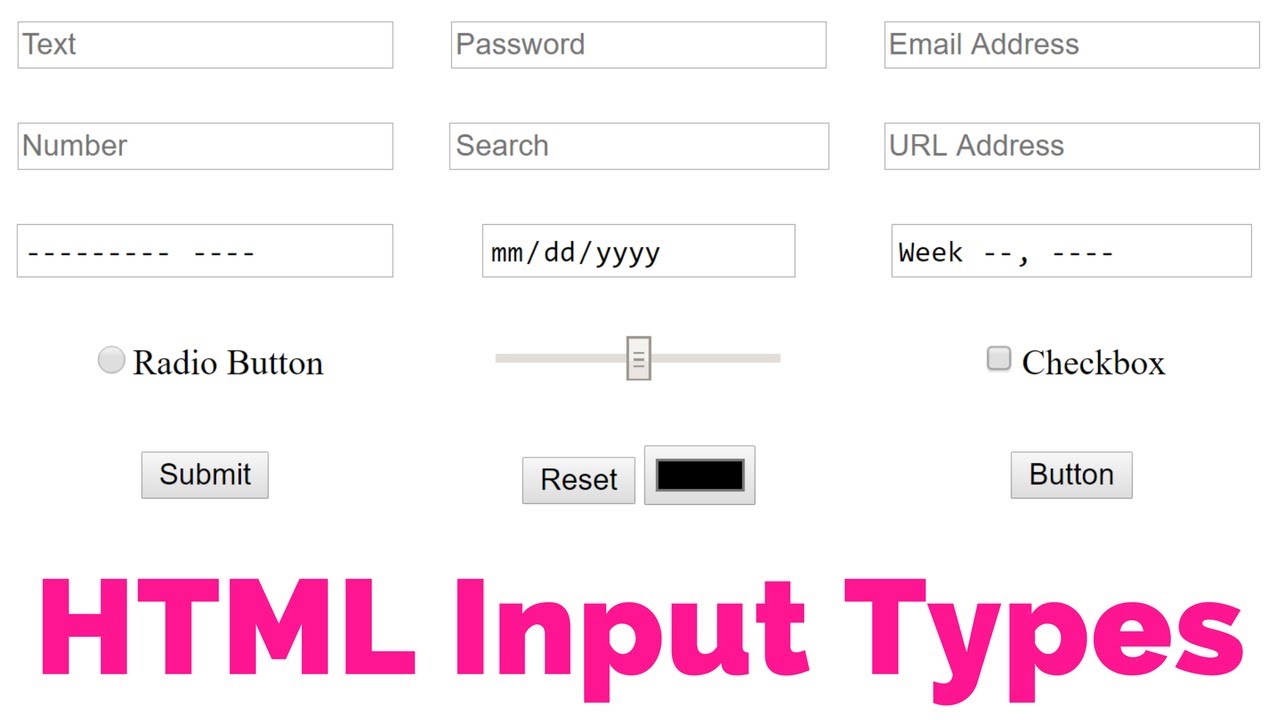 Text Password Email Address
Number Search URL Address
--------- ---- mm/dd/yyyy Week --, ----
Radio Button Checkbox
Submit Reset Button
HTML Input Types